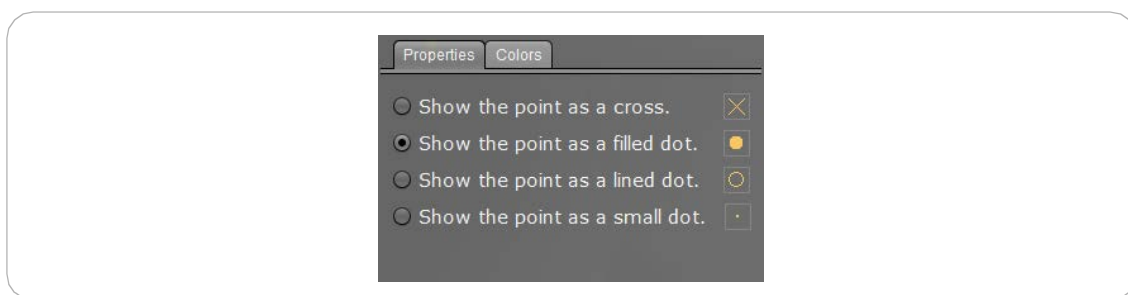 Properties Colors
Show the point as a cross.
Show the point as a filled dot.
Show the point as a lined dot.
Show the point as a small dot.